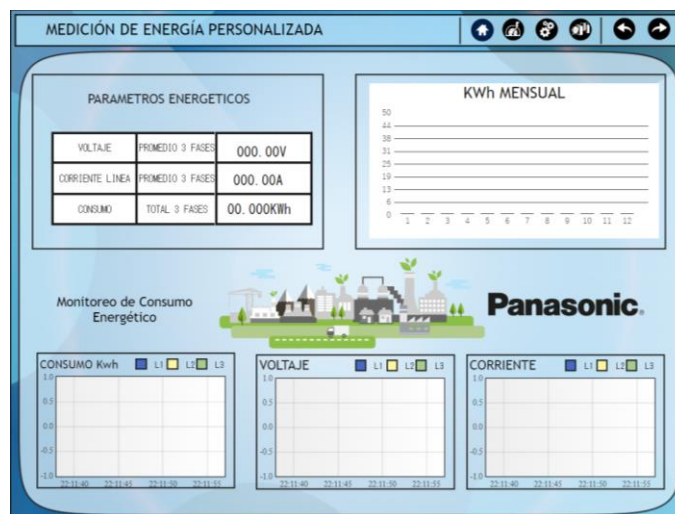 MEDICIÓN DE ENERGÍA PERSONALIZADA
PARAMETROS ENERGETICOS
VOLTAJE PROMEDIO 3 FASES 000.00V
CORRIENTE LINEA PROMEDIO 3 FASES 000.00A
CONSUMO TOTAL 3 FASES 00.000KWh
KWh MENSUAL
50
44
38
31
25
19
13
6
0
1 2 3 4 5 6 7 8 9 10 11 12
Monitoreo de Consumo
Energético
Panasonic.
CONSUMO Kwh L1 L2 L3
1.0
0.5
0.0
-0.5
-1.0
22:11:40 22:11:45 22:11:50 22:11:55
VOLTAJE L1 L2 L3
1.0
0.5
0.0
-0.5
-1.0
22:11:40 22:11:45 22:11:50 22:11:55
CORRIENTE L1 L2 L3
1.0
0.5
0.0
-0.5
-1.0
22:11:40 22:11:45 22:11:50 22:11:55